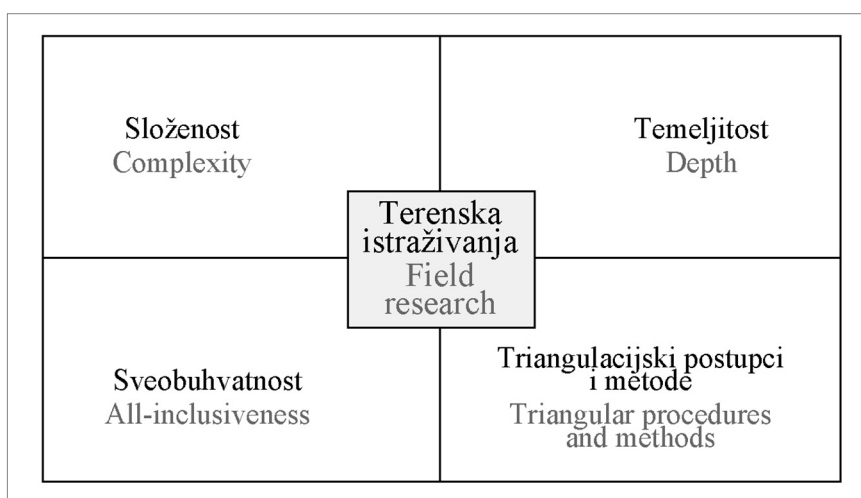 Složenost
Complexity
Temeljitost
Depth
Terenska
istraživanja
Field
research
Sveobuhvatnost
All-inclusiveness
Triangulacijski postupci
i metode
Triangular procedures
and methods